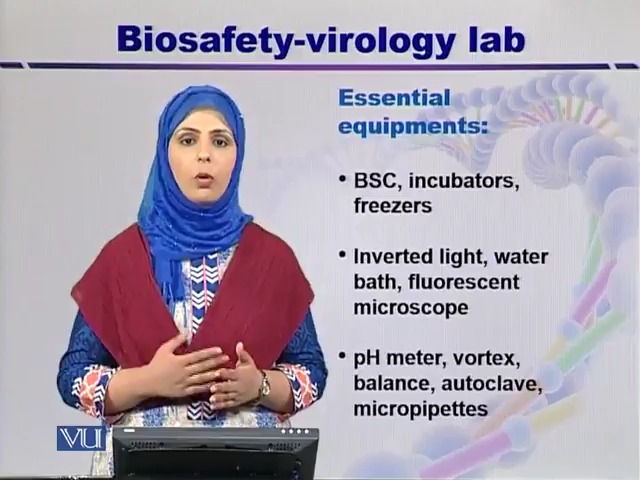 Biosafety-virology lab
Essential
equipments:
• BSC, incubators,
freezers
• Inverted light, water
bath, fluorescent
microscope
• pH meter, vortex,
balance, autoclave,
micropipettes
VU